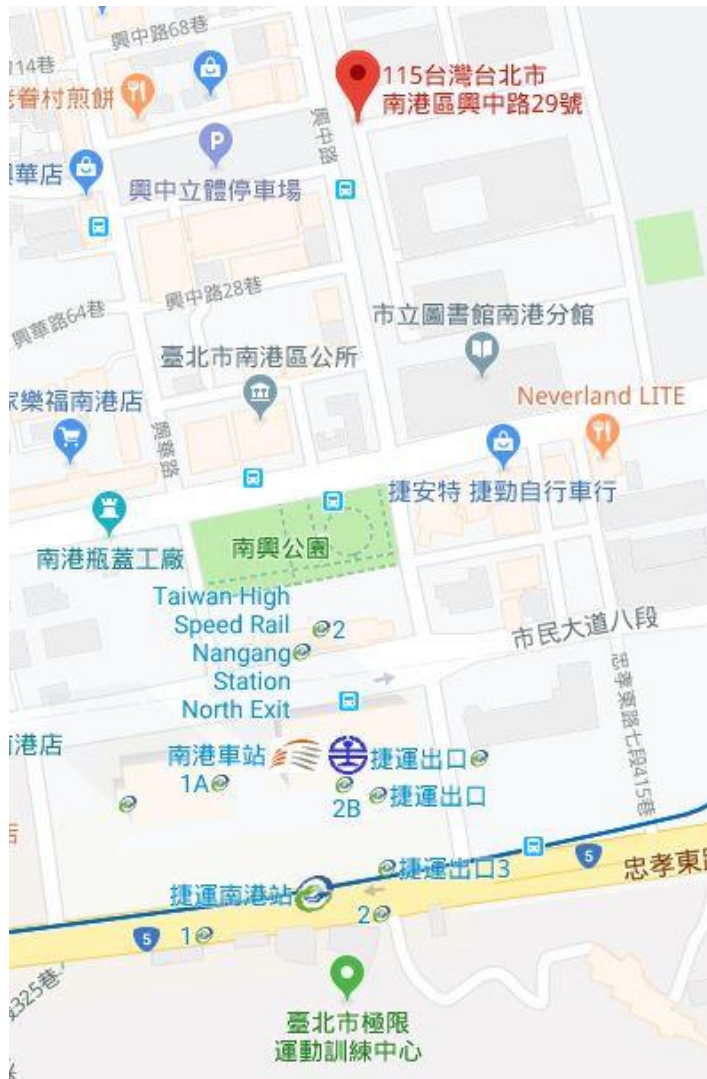 興中路68巷
114巷
眷村煎餅
115台灣台北市
南港區興中路29號
興中路
華店
興中立體停車場
興中路28巷
興華路64巷
市立圖書館南港分館
臺北市南港區公所
家樂福南港店
Neverland LITE
興華路
捷安特 捷勁自行車行
南港瓶蓋工廠
南興公園
Taiwan High
Speed Rail
Nangang
Station
North Exit
2
市民大道八段
忠孝東路七段415巷
港店
南港車站
捷運出口
1A
2B
捷運出口
店
捷運出口3
5
忠孝東路
捷運南港站
2
5
1
325巷
臺北市極限
運動訓練中心